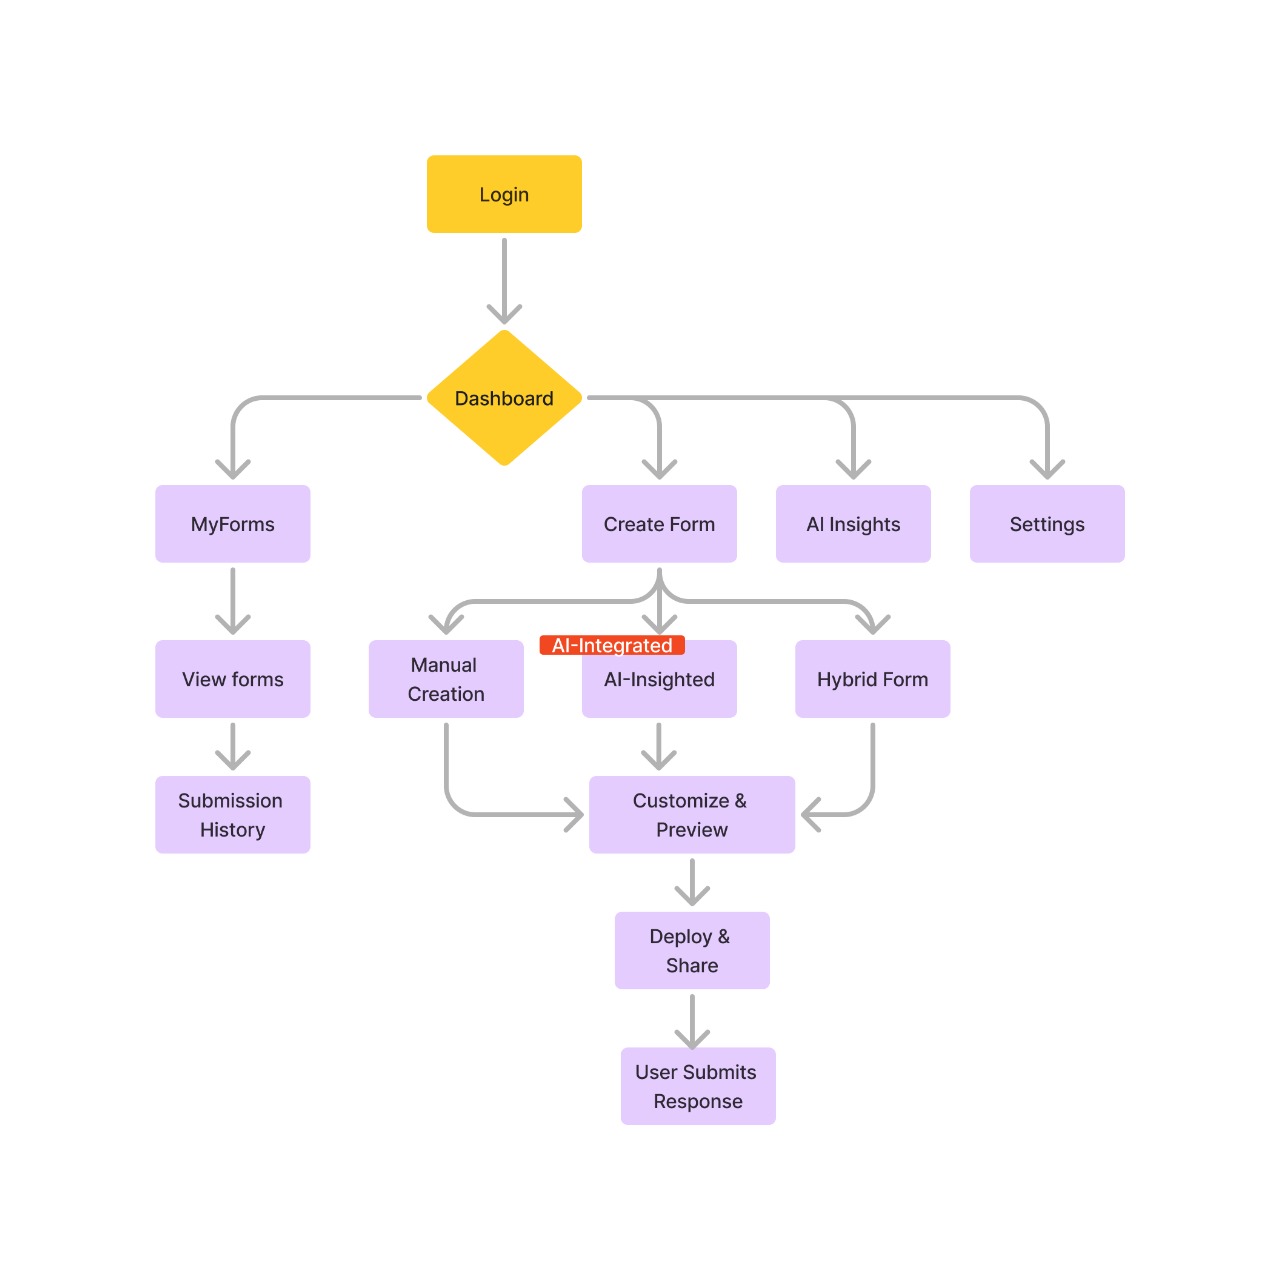 Login
Dashboard
MyForms
Create Form
AI Insights
Settings
AI-Integrated
View forms
Manual
Creation
AI-Insighted
Hybrid Form
Submission
History
Customize &
Preview
Deploy &
Share
User Submits
Response